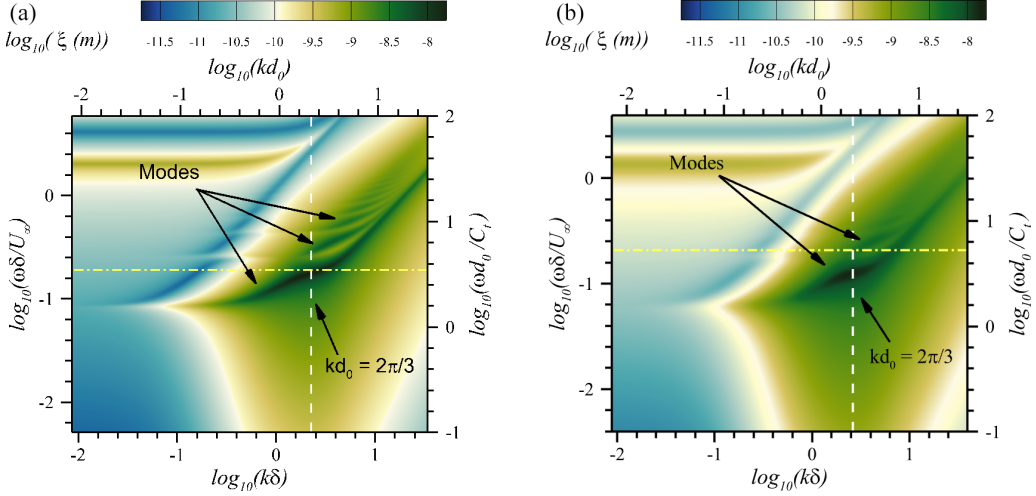 (a)
log10( ξ (m))
-11.5 -11 -10.5 -10 -9.5 -9 -8.5 -8
log10(kd0)
-2 -1 0 1
2
Modes
0
1
log10(ωδ/U∞)
log10(ωd0/Ct)
-1
0
kd0 = 2π/3
-2
-1
-2 -1 0 1
log10(kδ)
(b)
log10( ξ (m))
-11.5 -11 -10.5 -10 -9.5 -9 -8.5 -8
log10(kd0)
-2 -1 0 1
2
Modes
0
1
log10(ωδ/U∞)
log10(ωd0/Ct)
-1
0
kd0 = 2π/3
-2
-1
-2 -1 0 1
log10(kδ)